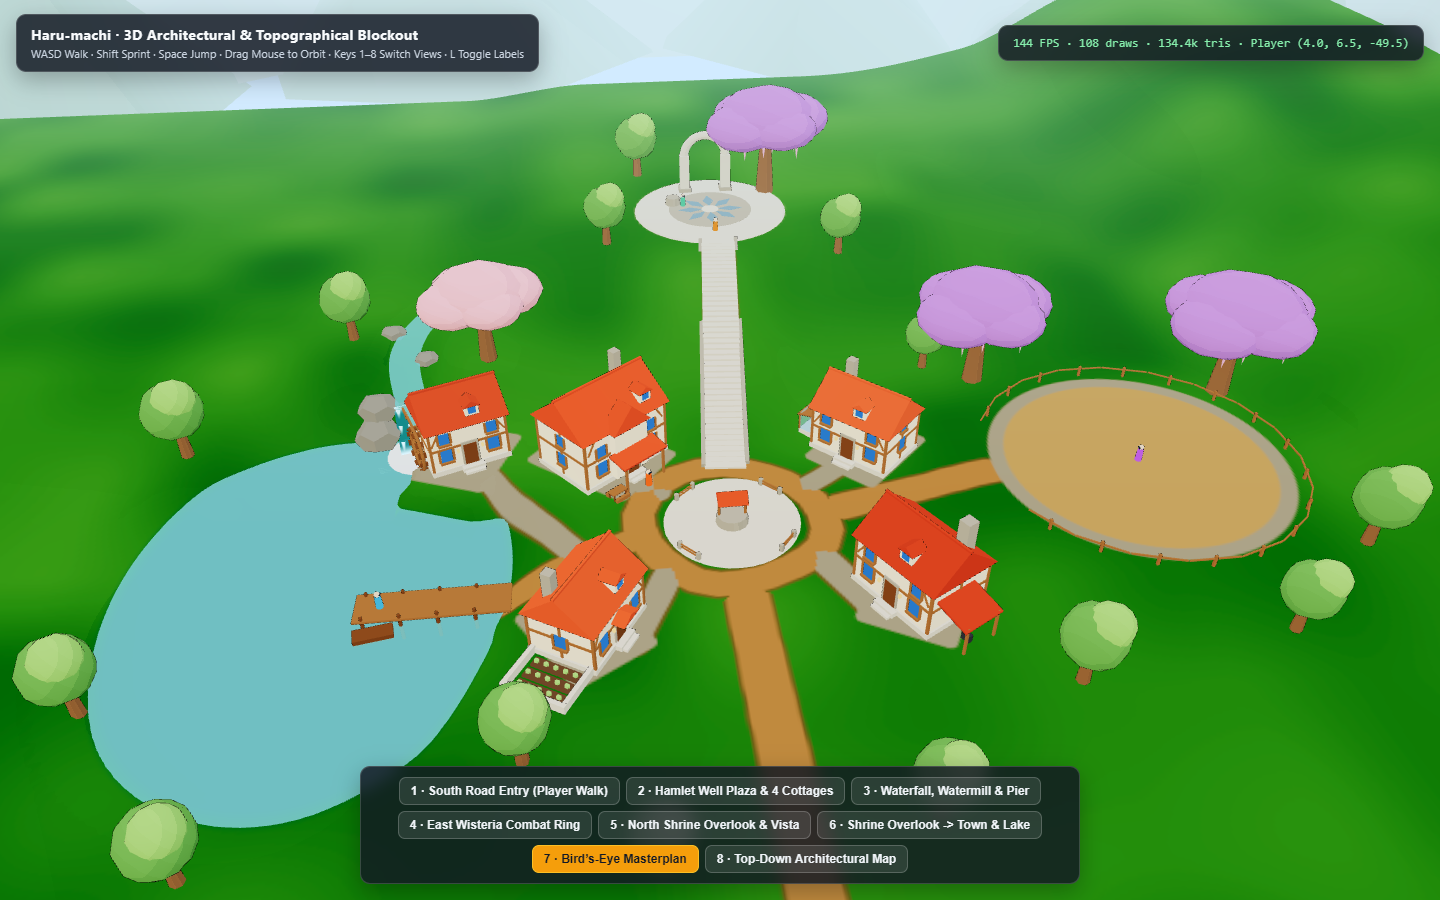 Haru-machi · 3D Architectural & Topographical Blockout
WASD Walk · Shift Sprint · Space Jump · Drag Mouse to Orbit · Keys 1–8 Switch Views · L Toggle Labels
144 FPS · 108 draws · 134.4k tris · Player (4.0, 6.5, -49.5)
1 · South Road Entry (Player Walk)
2 · Hamlet Well Plaza & 4 Cottages
3 · Waterfall, Watermill & Pier
4 · East Wisteria Combat Ring
5 · North Shrine Overlook & Vista
6 · Shrine Overlook -> Town & Lake
7 · Bird's-Eye Masterplan
8 · Top-Down Architectural Map